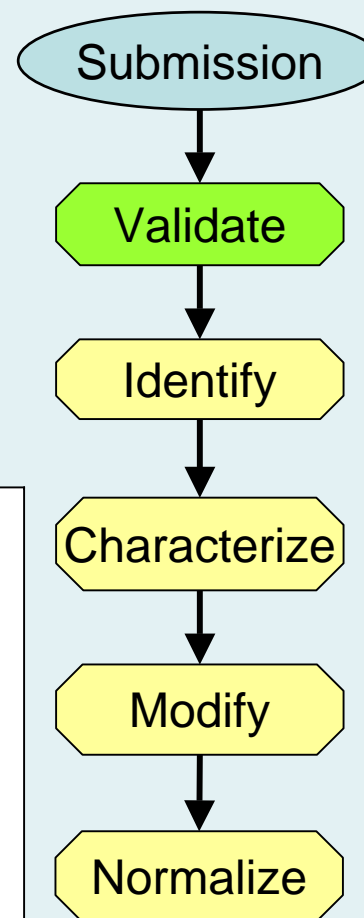 Submission
Validate
Identify
Characterize
Modify
Normalize